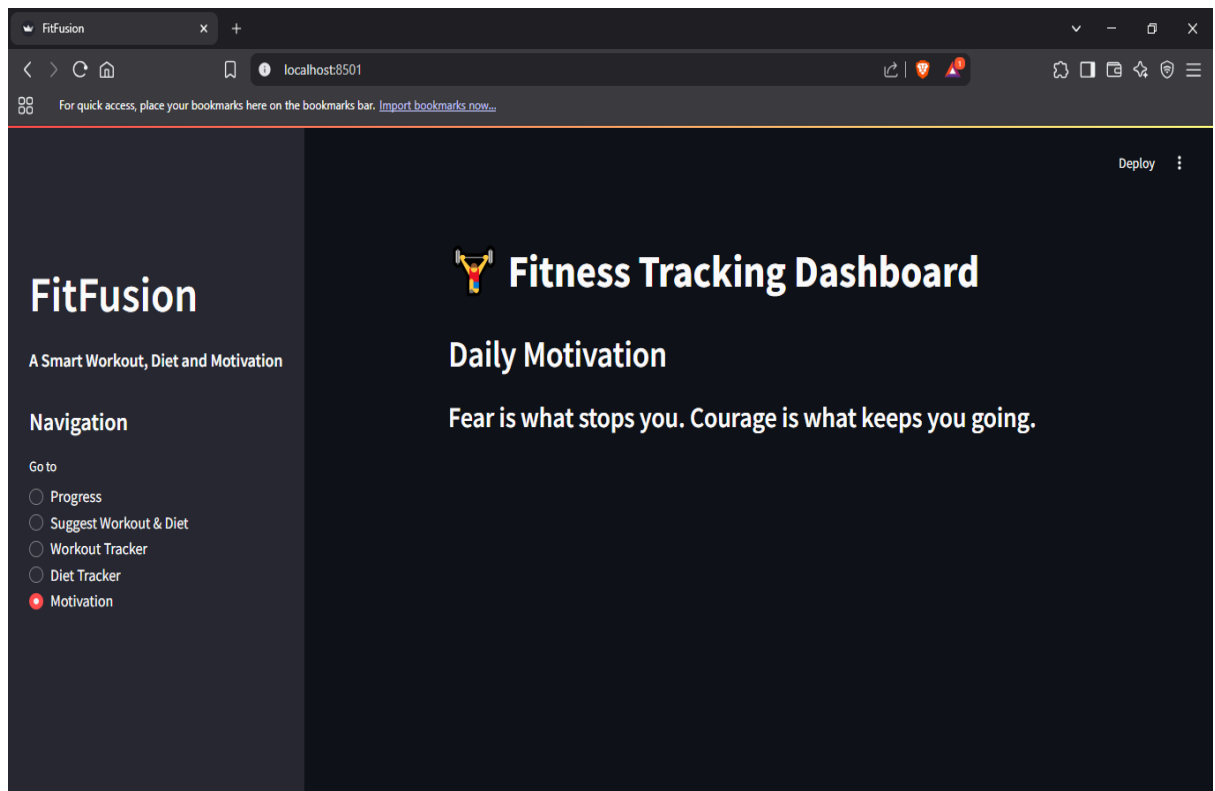 FitFusion
localhost:8501
1
For quick access, place your bookmarks here on the bookmarks bar. Import bookmarks now...
Deploy
FitFusion
A Smart Workout, Diet and Motivation
Navigation
Go to
Progress
Suggest Workout & Diet
Workout Tracker
Diet Tracker
Motivation
Fitness Tracking Dashboard
Daily Motivation
Fear is what stops you. Courage is what keeps you going.